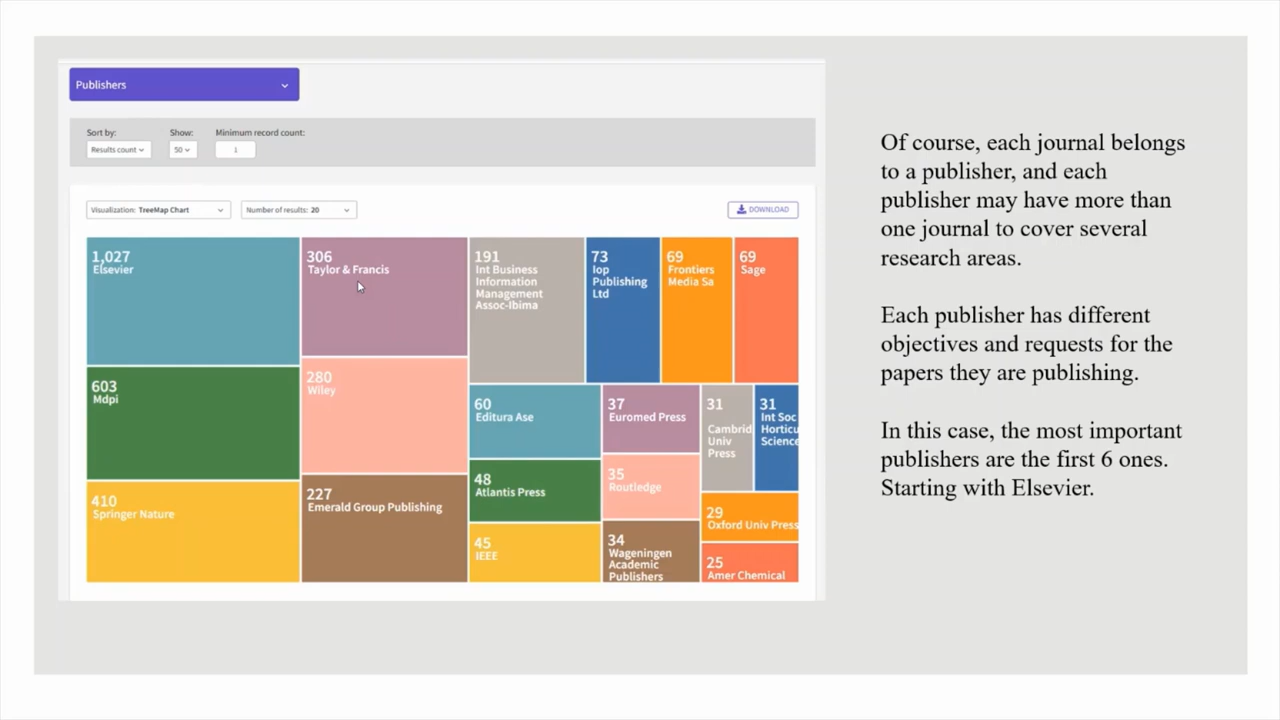 Publishers
Sort by:
Show:
Minimum record count:
Results count
50
1
Visualization: TreeMap Chart
Number of results: 20
DOWNLOAD
1,027
Elsevier
603
Mdpi
410
Springer Nature
306
Taylor & Francis
280
Wiley
227
Emerald Group Publishing
191
Int Business
Information
Management
Assoc-Ibima
73
Iop
Publishing
Ltd
69
Frontiers
Media Sa
69
Sage
60
Editura Ase
48
Atlantis Press
45
IEEE
37
Euromed Press
35
Routledge
34
Wageningen
Academic
Publishers
31
Cambrid
Univ
Press
31
Int Soc
Horticu
Science
29
Oxford Univ Press
25
Amer Chemical
Of course, each journal belongs
to a publisher, and each
publisher may have more than
one journal to cover several
research areas.
Each publisher has different
objectives and requests for the
papers they are publishing.
In this case, the most important
publishers are the first 6 ones.
Starting with Elsevier.